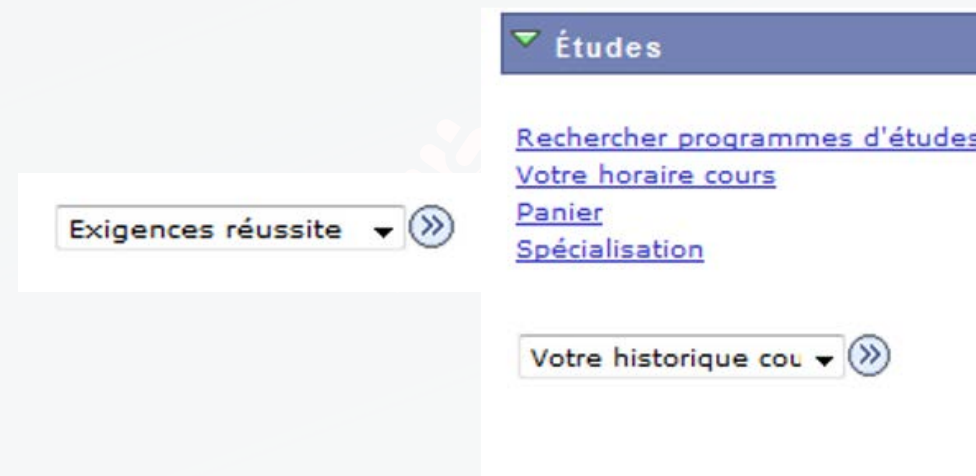 Études
Rechercher programmes d'études
Votre horaire cours
Panier
Spécialisation
Exigences réussite
Votre historique cou